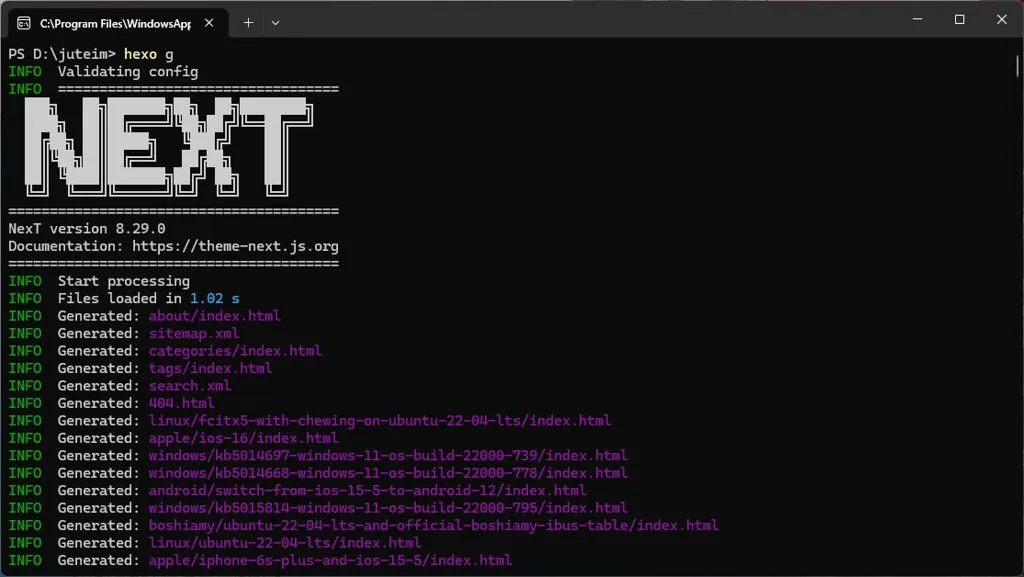 C:\Program Files\WindowsApp
PS D:\juteim> hexo g
INFO  Validating config
INFO  ==================================
NEXT
========================================
NexT version 8.29.0
Documentation: https://theme-next.js.org
========================================
INFO  Start processing
INFO  Files loaded in 1.02 s
INFO  Generated: about/index.html
INFO  Generated: sitemap.xml
INFO  Generated: categories/index.html
INFO  Generated: tags/index.html
INFO  Generated: search.xml
INFO  Generated: 404.html
INFO  Generated: linux/fcitx5-with-chewing-on-ubuntu-22-04-lts/index.html
INFO  Generated: apple/ios-16/index.html
INFO  Generated: windows/kb5014697-windows-11-os-build-22000-739/index.html
INFO  Generated: windows/kb5014668-windows-11-os-build-22000-778/index.html
INFO  Generated: android/switch-from-ios-15-5-to-android-12/index.html
INFO  Generated: windows/kb5015814-windows-11-os-build-22000-795/index.html
INFO  Generated: boshiamy/ubuntu-22-04-lts-and-official-boshiamy-ibus-table/index.html
INFO  Generated: linux/ubuntu-22-04-lts/index.html
INFO  Generated: apple/iphone-6s-plus-and-ios-15-5/index.html